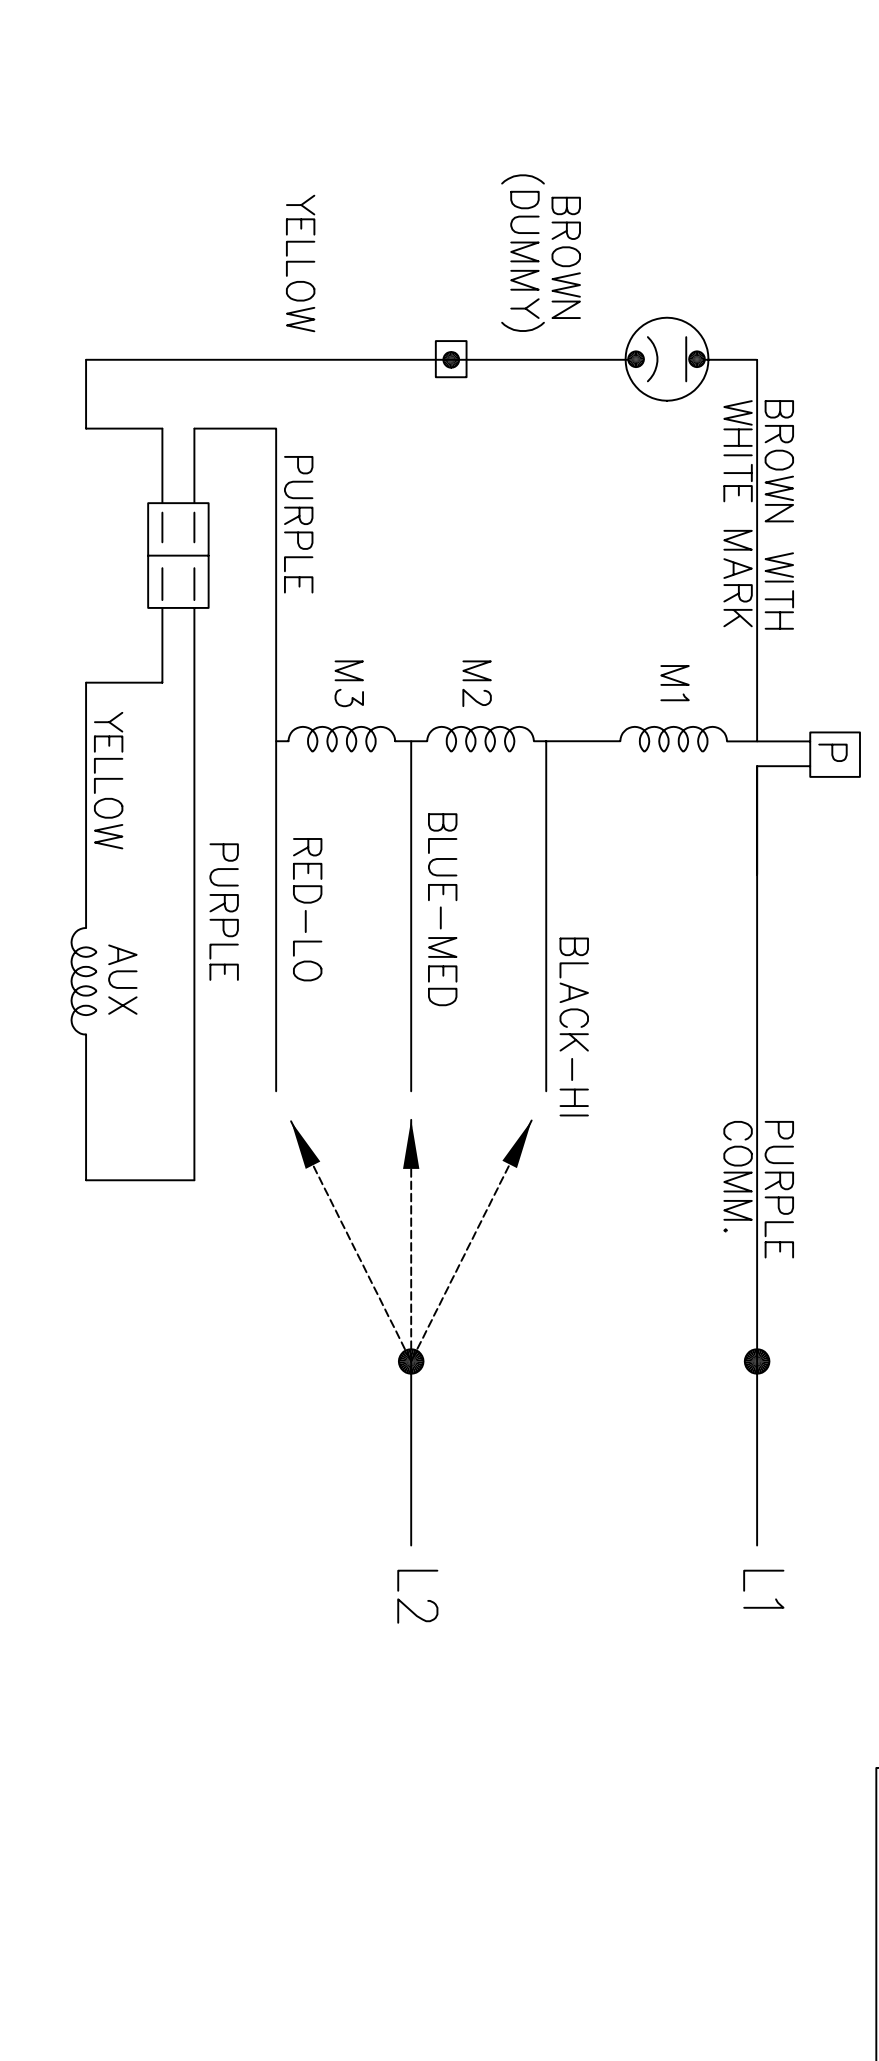 BROWN WITH
WHITE MARK
P
PURPLE
COMM.
L1
BROWN
(DUMMY)
M1
BLACK-HI
M2
BLUE-MED
L2
YELLOW
PURPLE
M3
RED-LO
PURPLE
YELLOW
AUX